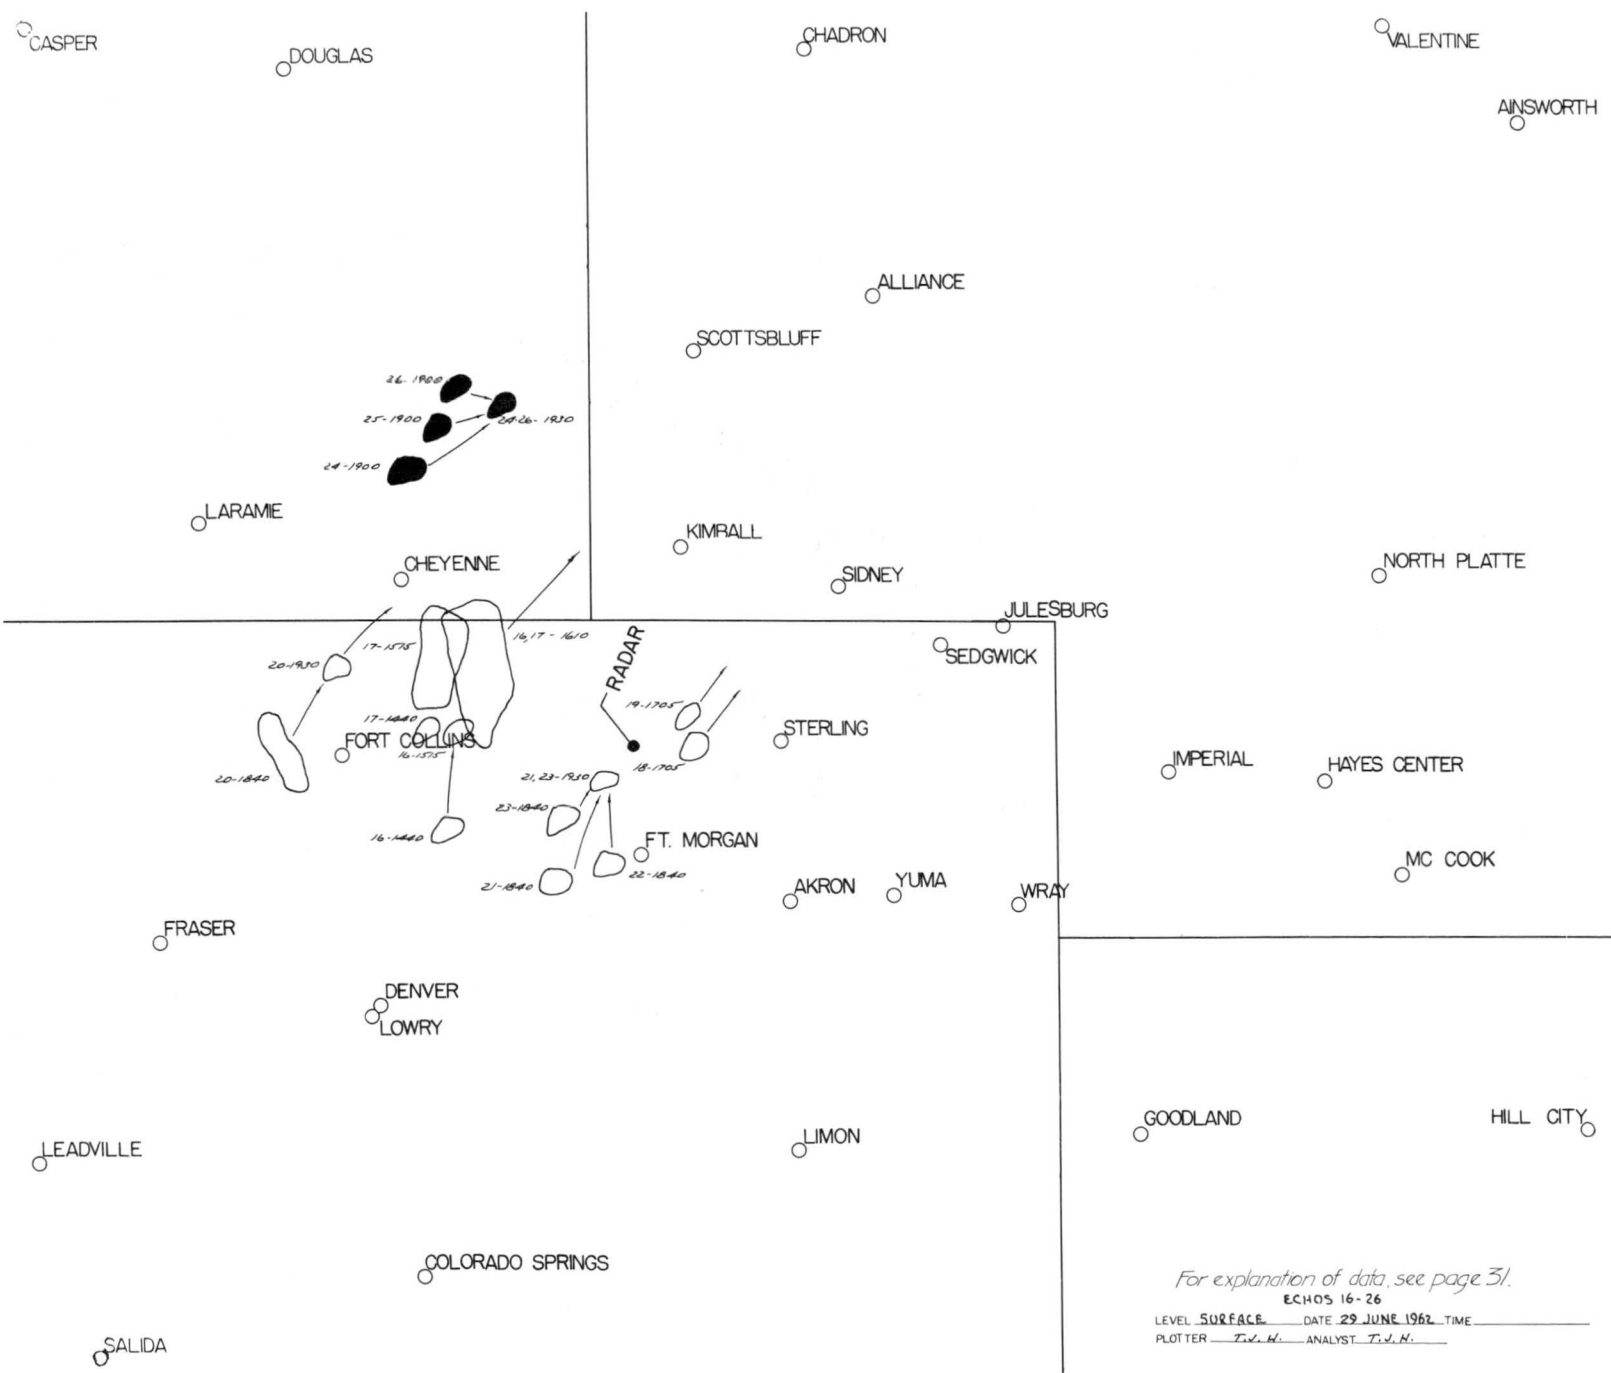 CASPER
DOUGLAS
CHADRON
VALENTINE
AINSWORTH
ALLIANCE
SCOTTSBLUFF
26-1900
25-1900
24-26-1930
24-1900
LARAMIE
KIMBALL
CHEYENNE
SIDNEY
NORTH PLATTE
JULESBURG
17-1515
16,17-1610
SEDGWICK
20-1930
RADAR
19-1705
17-1440
STERLING
FORT COLLINS
16-1515
18-1705
IMPERIAL
HAYES CENTER
20-1840
21,23-1930
23-1840
16-1440
FT. MORGAN
MC COOK
22-1840
21-1840
AKRON
YUMA
WRAY
FRASER
DENVER
LOWRY
GOODLAND
HILL CITY
LEADVILLE
LIMON
COLORADO SPRINGS
For explanation of data, see page 31.
ECHOS 16-26
LEVEL SURFACE DATE 29 JUNE 1962 TIME
PLOTTER T.J.H. ANALYST T.J.H.
SALIDA